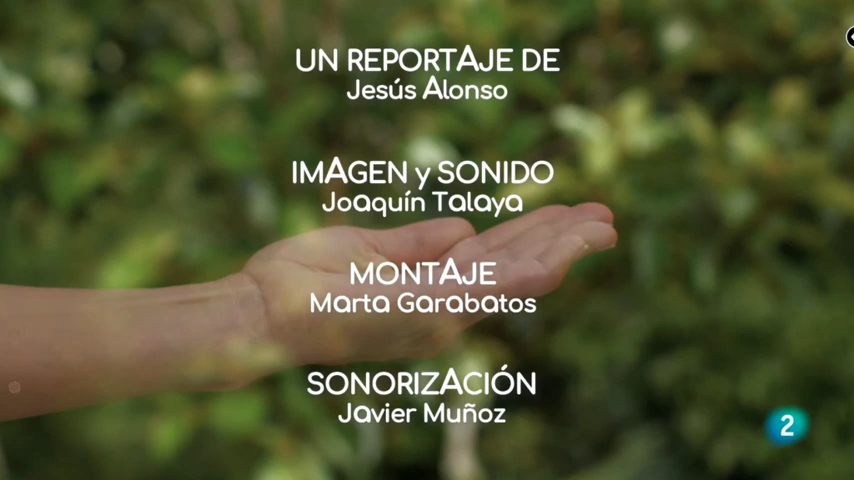 UN REPORTAJE DE
Jesús Alonso
IMAGEN y SONIDO
Joaquín Talaya
MONTAJE
Marta Garabatos
SONORIZACIÓN
Javier Muñoz
2